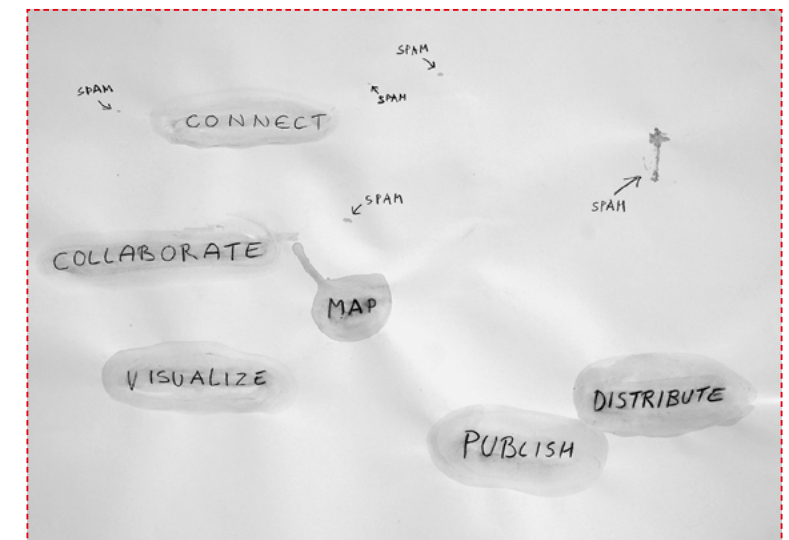 SPAM
SPAM
SPAM
CONNECT
SPAM
SPAM
COLLABORATE
MAP
VISUALIZE
DISTRIBUTE
PUBLISH